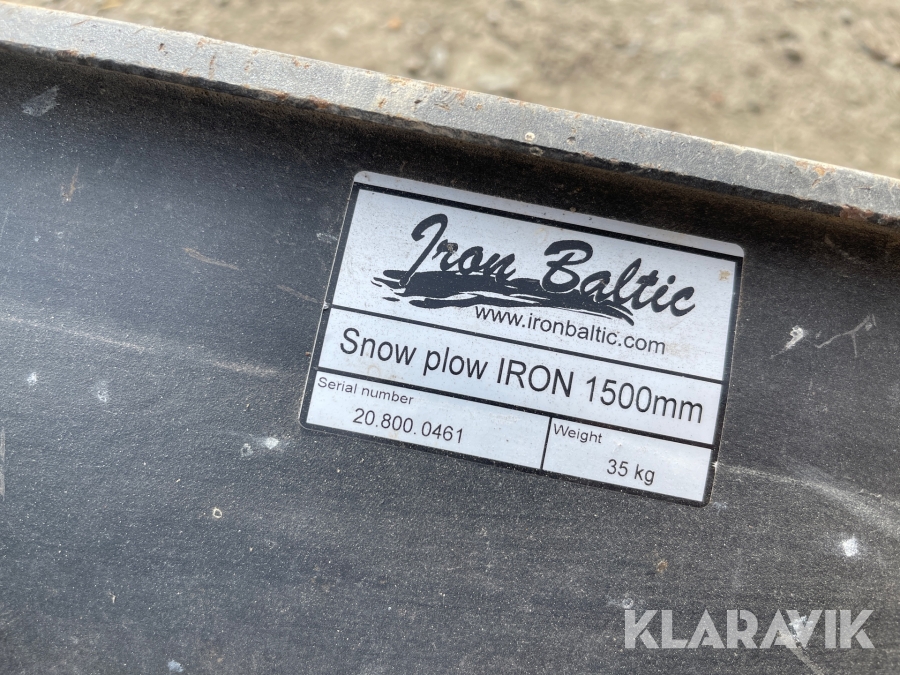 Iron Baltic
www.ironbaltic.com
Snow plow IRON 1500mm
Serial number
20.800.0461
Weight
35 kg
KLARAVIK